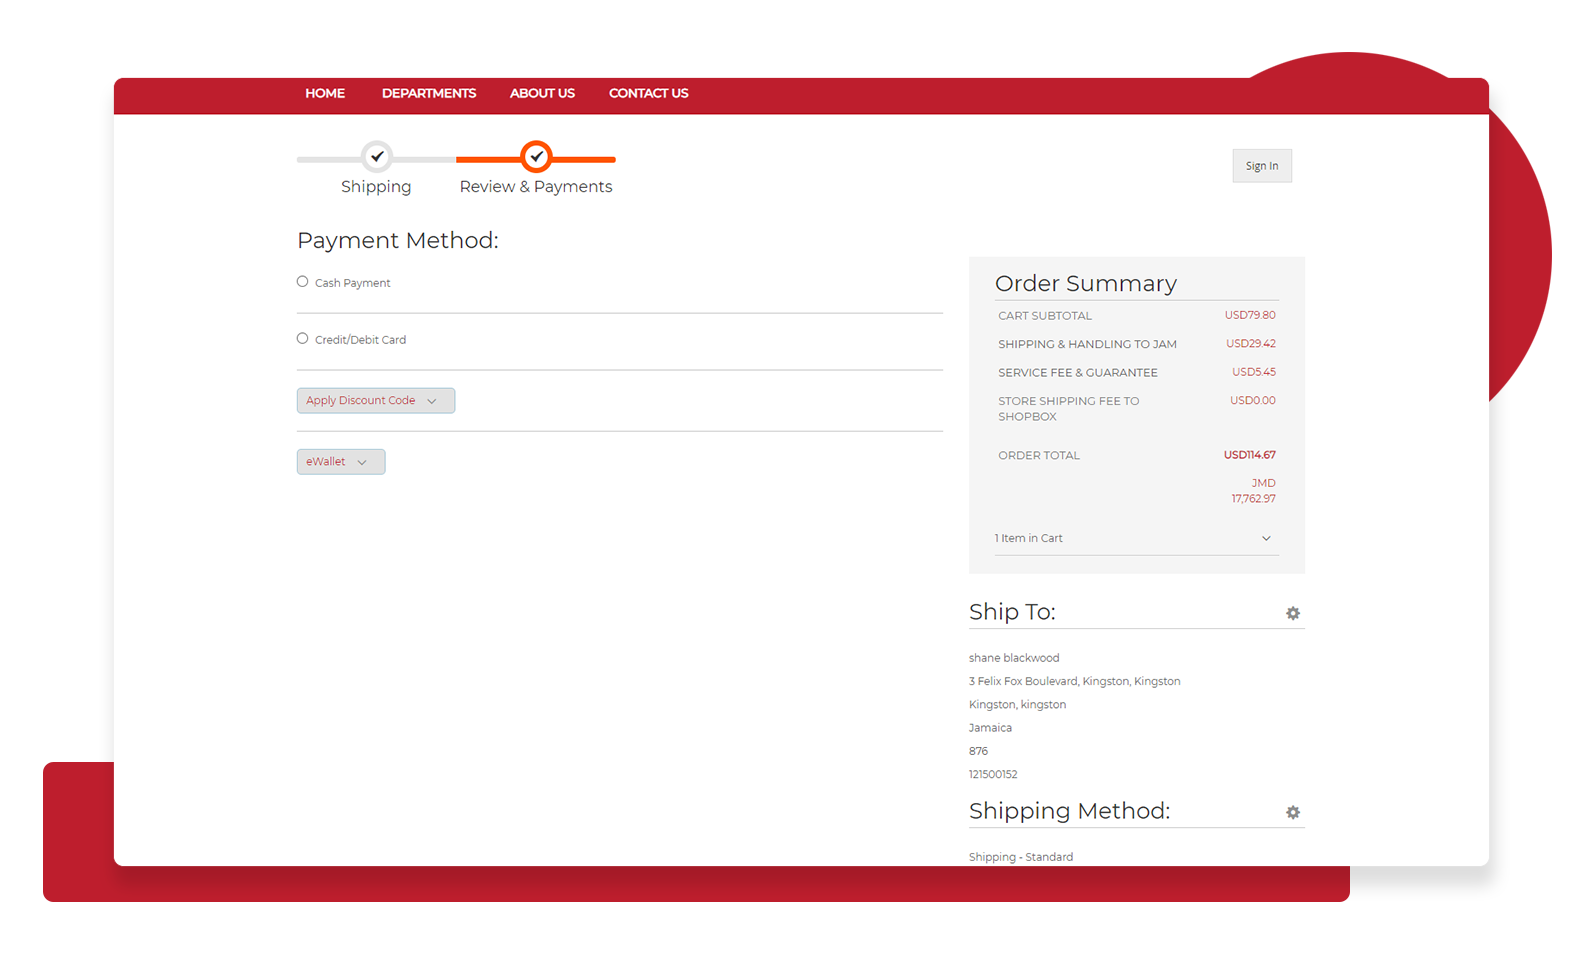 HOME DEPARTMENTS ABOUT US CONTACT US
Shipping Review & Payments
Sign In
Payment Method:
Cash Payment
Credit/Debit Card
Apply Discount Code
eWallet
Order Summary
CART SUBTOTAL USD79.80
SHIPPING & HANDLING TO JAM USD29.42
SERVICE FEE & GUARANTEE USD5.45
STORE SHIPPING FEE TO USD0.00
SHOPBOX
ORDER TOTAL USD114.67
JMD
17,762.97
1 Item in Cart
Ship To:
shane blackwood
3 Felix Fox Boulevard, Kingston, Kingston
Kingston, kingston
Jamaica
876
121500152
Shipping Method:
Shipping - Standard